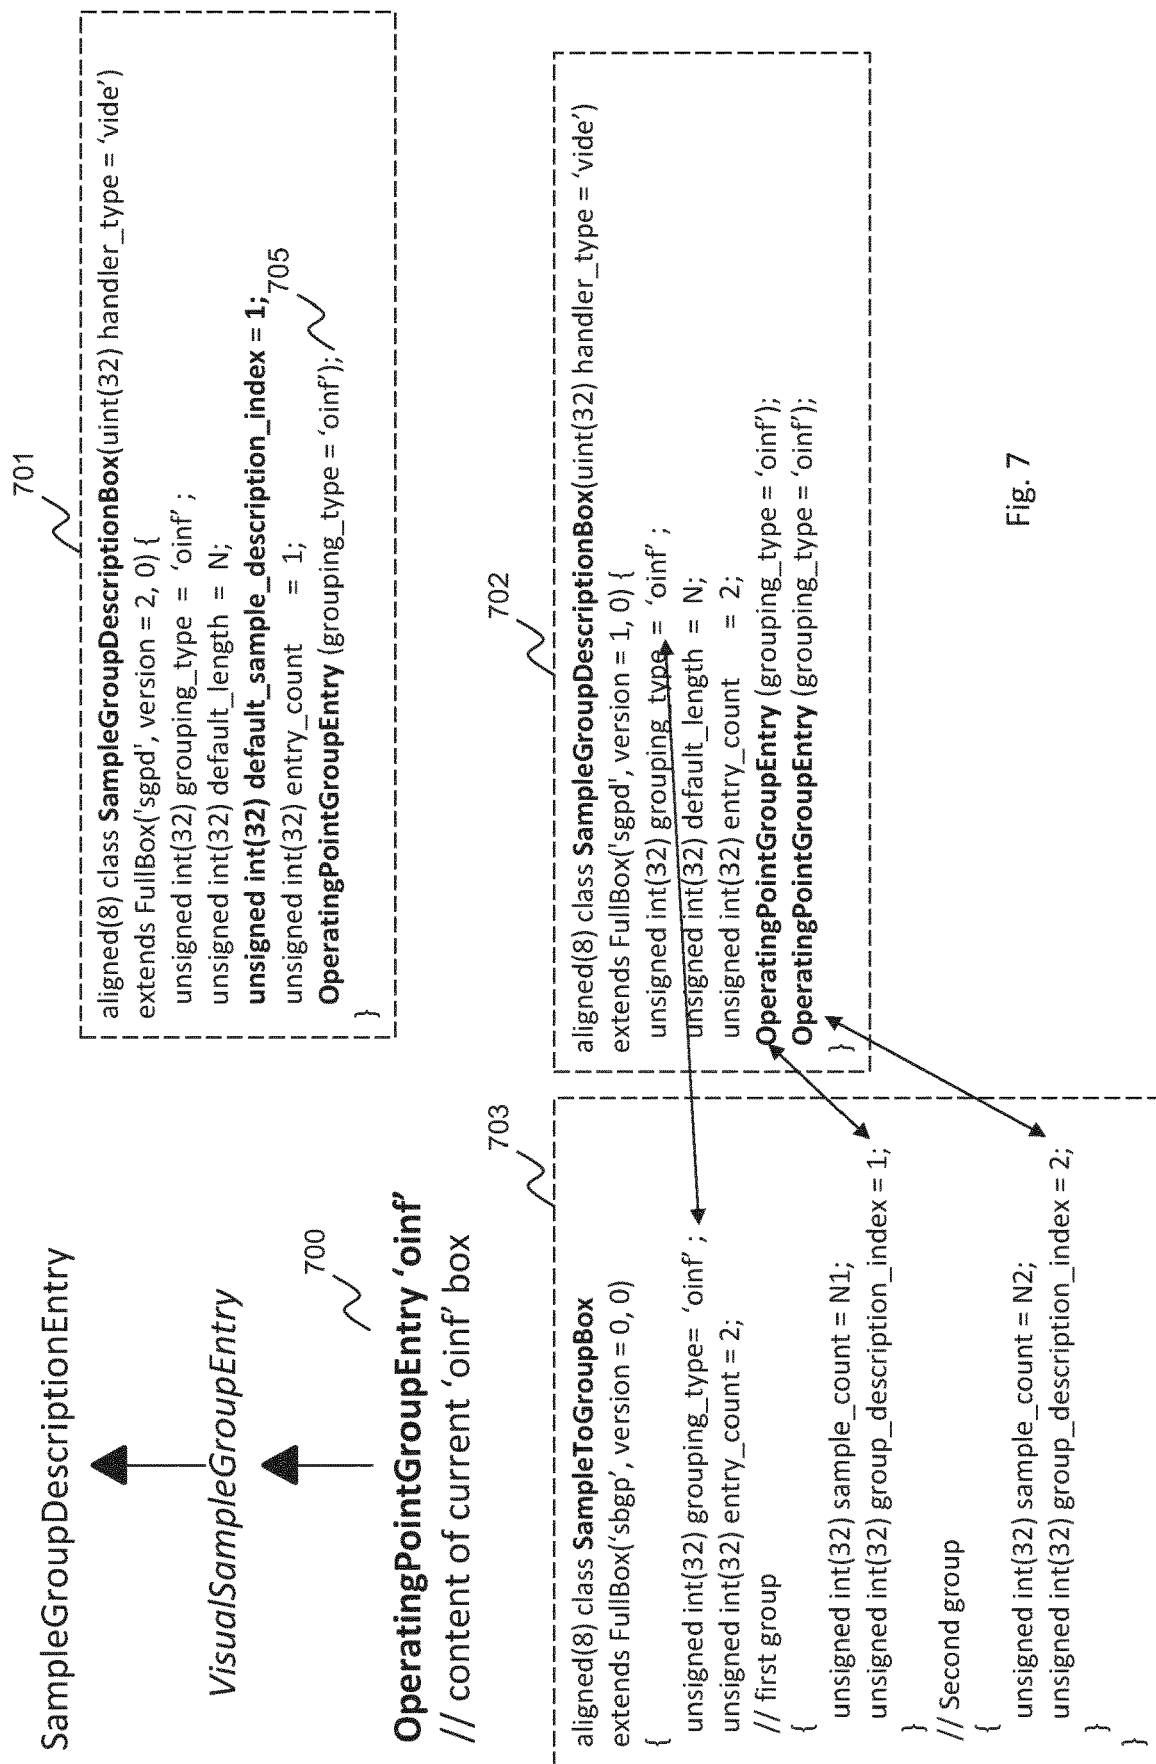 SampleGroupDescriptionEntry
VisualSampleGroupEntry
700
OperatingPointGroupEntry ‘oinf’
// content of current ‘oinf’ box
701
aligned(8) class SampleGroupDescriptionBox(uint(32) handler_type = ‘vide’)
extends FullBox('sgpd', version = 2, 0) {
unsigned int(32) grouping_type = ‘oinf’ ;
unsigned int(32) default_length = N;
unsigned int(32) default_sample_description_index = 1;
unsigned int(32) entry_count = 1;
OperatingPointGroupEntry (grouping_type = ‘oinf’);
}
705
703
aligned(8) class SampleToGroupBox
extends FullBox(‘sbgp’, version = 0, 0)
{
unsigned int(32) grouping_type= ‘oinf’ ;
unsigned int(32) entry_count = 2;
// first group
{
unsigned int(32) sample_count = N1;
unsigned int(32) group_description_index = 1;
}
// Second group
{
unsigned int(32) sample_count = N2;
unsigned int(32) group_description_index = 2;
}
}
702
aligned(8) class SampleGroupDescriptionBox(uint(32) handler_type = ‘vide’)
extends FullBox('sgpd', version = 1, 0) {
unsigned int(32) grouping_type = ‘oinf’ ;
unsigned int(32) default_length = N;
unsigned int(32) entry_count = 2;
OperatingPointGroupEntry (grouping_type = ‘oinf’);
OperatingPointGroupEntry (grouping_type = ‘oinf’);
}
Fig. 7